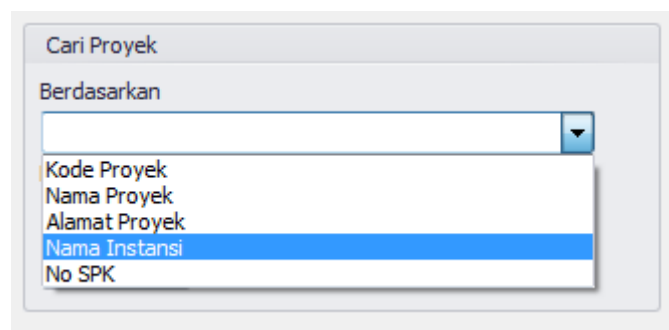 Cari Proyek
Berdasarkan
Kode Proyek
Nama Proyek
Alamat Proyek
Nama Instansi
No SPK